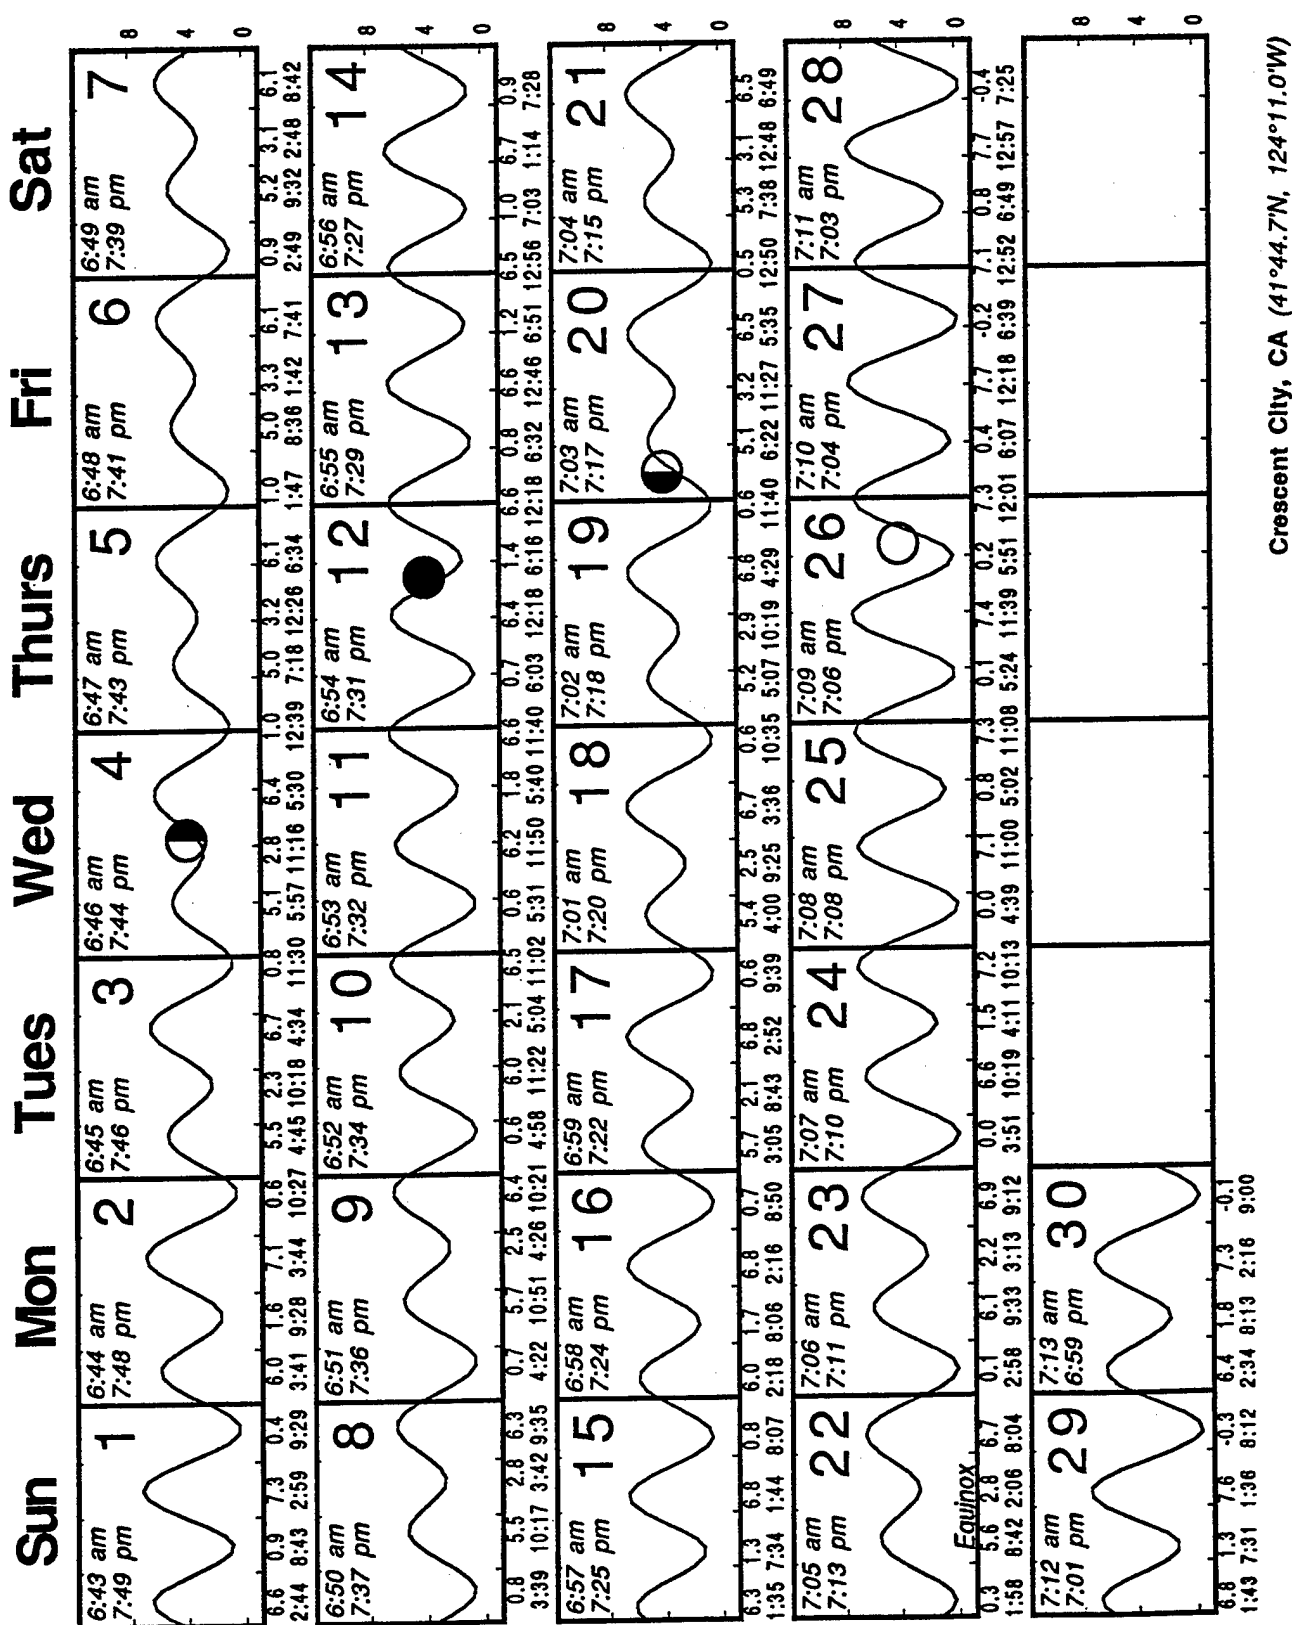 Sun Mon Tues Wed Thurs Fri Sat
6:43 am 6:44 am 6:45 am 6:46 am 6:47 am 6:48 am 6:49 am
7:49 pm 7:48 pm 7:46 pm 7:44 pm 7:43 pm 7:41 pm 7:39 pm
1 2 3 4 5 6 7
8
4
0
6.6 0.9 7.3 0.4 6.0 1.6 7.1 0.6 5.5 2.3 6.7 0.8 5.1 2.8 6.4 1.0 5.0 3.2 6.1 1.0 5.0 3.3 6.1 0.9 5.2 3.1 6.1
2:44 8:43 2:59 9:29 3:41 9:28 3:44 10:27 4:45 10:18 4:34 11:30 5:57 11:16 5:30 12:39 7:18 12:26 6:34 1:47 8:36 1:42 7:41 2:49 9:32 2:48 8:42
6:50 am 6:51 am 6:52 am 6:53 am 6:54 am 6:55 am 6:56 am
7:37 pm 7:36 pm 7:34 pm 7:32 pm 7:31 pm 7:29 pm 7:27 pm
8 9 10 11 12 13 14
8
4
0
0.8 5.5 2.8 6.3 0.7 5.7 2.5 6.4 0.6 6.0 2.1 6.5 0.6 6.2 1.8 6.6 0.7 6.4 1.4 6.6 0.8 6.6 1.2 6.5 1.0 6.7 0.9
3:39 10:17 3:42 9:35 4:22 10:51 4:26 10:21 4:58 11:22 5:04 11:02 5:31 11:50 5:40 11:40 6:03 12:18 6:16 12:18 6:32 12:46 6:51 12:56 7:03 1:14 7:28
6:57 am 6:58 am 6:59 am 7:01 am 7:02 am 7:03 am 7:04 am
7:25 pm 7:24 pm 7:22 pm 7:20 pm 7:18 pm 7:17 pm 7:15 pm
15 16 17 18 19 20 21
8
4
0
6.3 1.3 6.8 0.8 6.0 1.7 6.8 0.7 5.7 2.1 6.8 0.6 5.4 2.5 6.7 0.6 5.2 2.9 6.6 0.6 5.1 3.2 6.5 0.5 5.3 3.1 6.5
1:35 7:34 1:44 8:07 2:18 8:06 2:16 8:50 3:05 8:43 2:52 9:39 4:00 9:25 3:36 10:35 5:07 10:19 4:29 11:40 6:22 11:27 5:35 12:50 7:38 12:48 6:49
7:05 am 7:06 am 7:07 am 7:08 am 7:09 am 7:10 am 7:11 am
7:13 pm 7:11 pm 7:10 pm 7:08 pm 7:06 pm 7:04 pm 7:03 pm
22 23 24 25 26 27 28
8
4
0
Equinox
0.3 5.6 2.8 6.7 0.1 6.1 2.2 6.9 0.0 6.6 1.5 7.2 0.0 7.1 0.8 7.3 0.1 7.4 0.2 7.3 0.4 7.7 -0.2 7.1 0.8 7.7 -0.4
1:58 8:42 2:06 8:04 2:58 9:33 3:13 9:12 3:51 10:19 4:11 10:13 4:39 11:00 5:02 11:08 5:24 11:39 5:51 12:01 6:07 12:18 6:39 12:52 6:49 12:57 7:25
7:12 am 7:13 am
7:01 pm 6:59 pm
29 30
8
4
0
6.8 1.3 7.6 -0.3 6.4 1.8 7.3 -0.1
1:43 7:31 1:36 8:12 2:34 8:13 2:16 9:00
Crescent City, CA (41°44.7'N, 124°11.0'W)